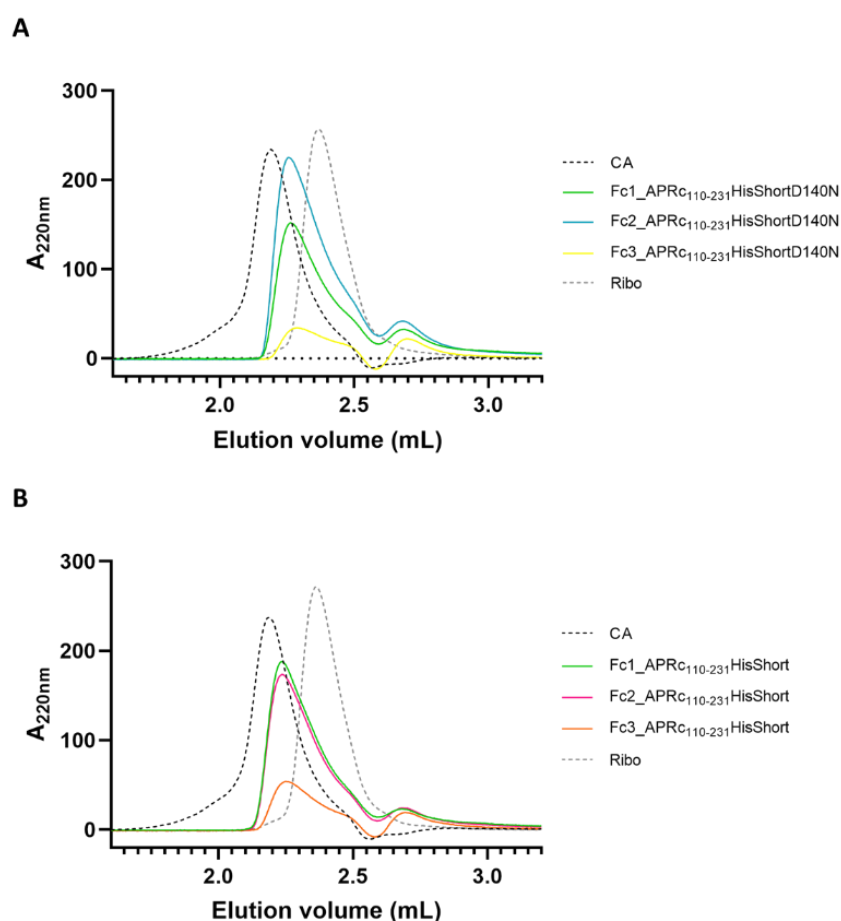 A
300
200
100
0
A220nm
2.0
2.5
3.0
Elution volume (mL)
CA
Fc1_APRc110-231HisShortD140N
Fc2_APRc110-231HisShortD140N
Fc3_APRc110-231HisShortD140N
Ribo
B
300
200
100
0
A220nm
2.0
2.5
3.0
Elution volume (mL)
CA
Fc1_APRc110-231HisShort
Fc2_APRc110-231HisShort
Fc3_APRc110-231HisShort
Ribo